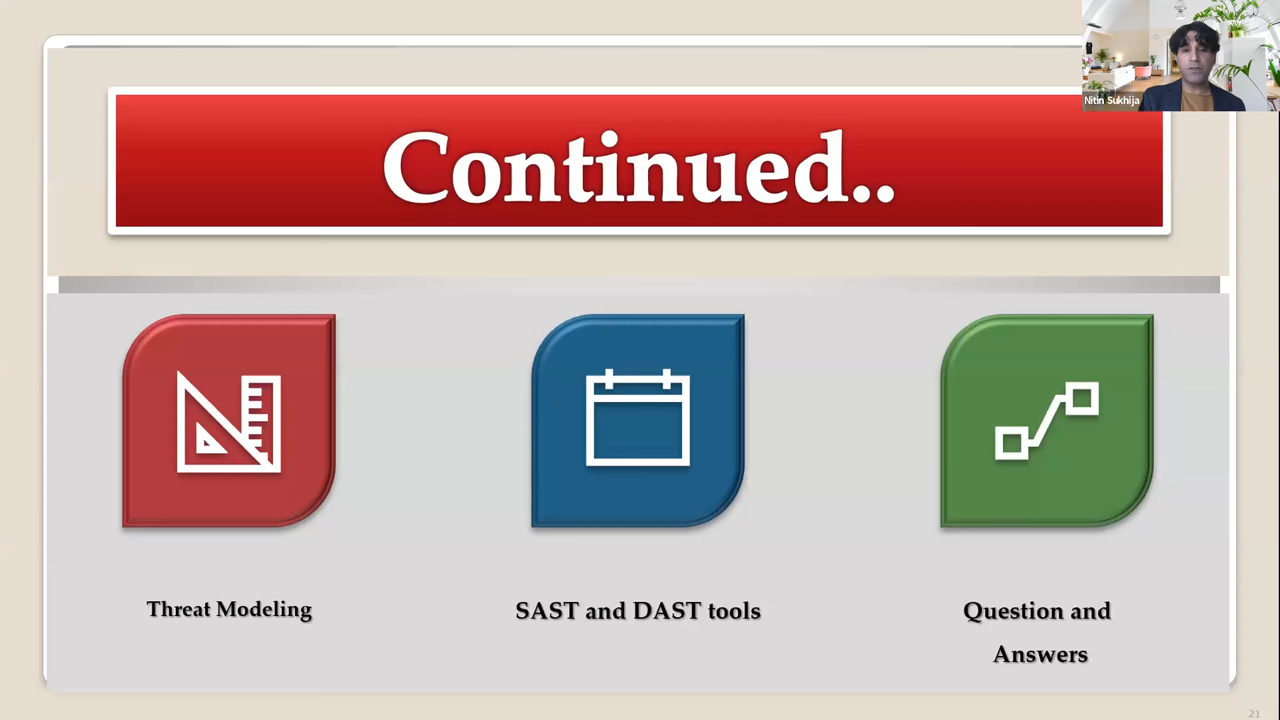 Continued..
Nitin Sukhija
Threat Modeling
SAST and DAST tools
Question and
Answers
21